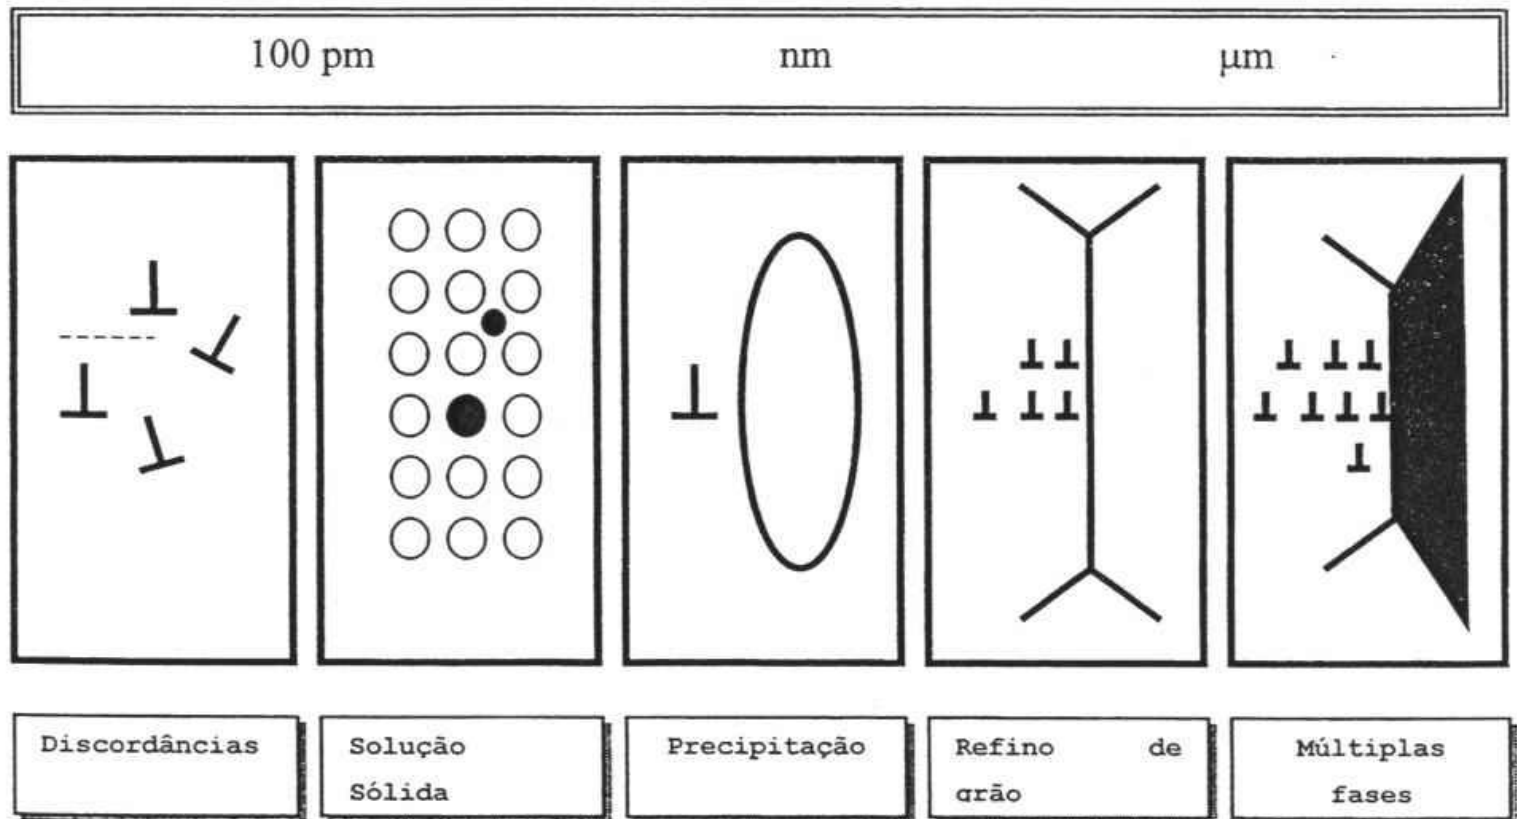 100 pm nm μm
Discordâncias
Solução
Sólida
Precipitação
Refino de
grão
Múltiplas
fases